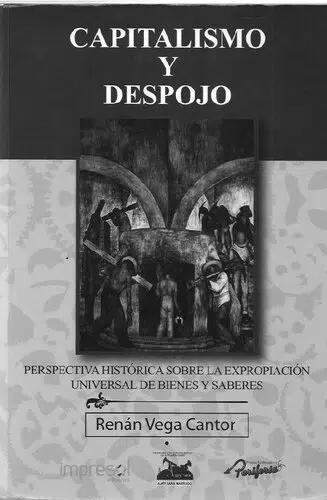 CAPITALISMO
Y
DESPOJO
PERSPECTIVA HISTÓRICA SOBRE LA EXPROPIACIÓN
UNIVERSAL DE BIENES Y SABERES
Renán Vega Cantor
impresol
Periferia